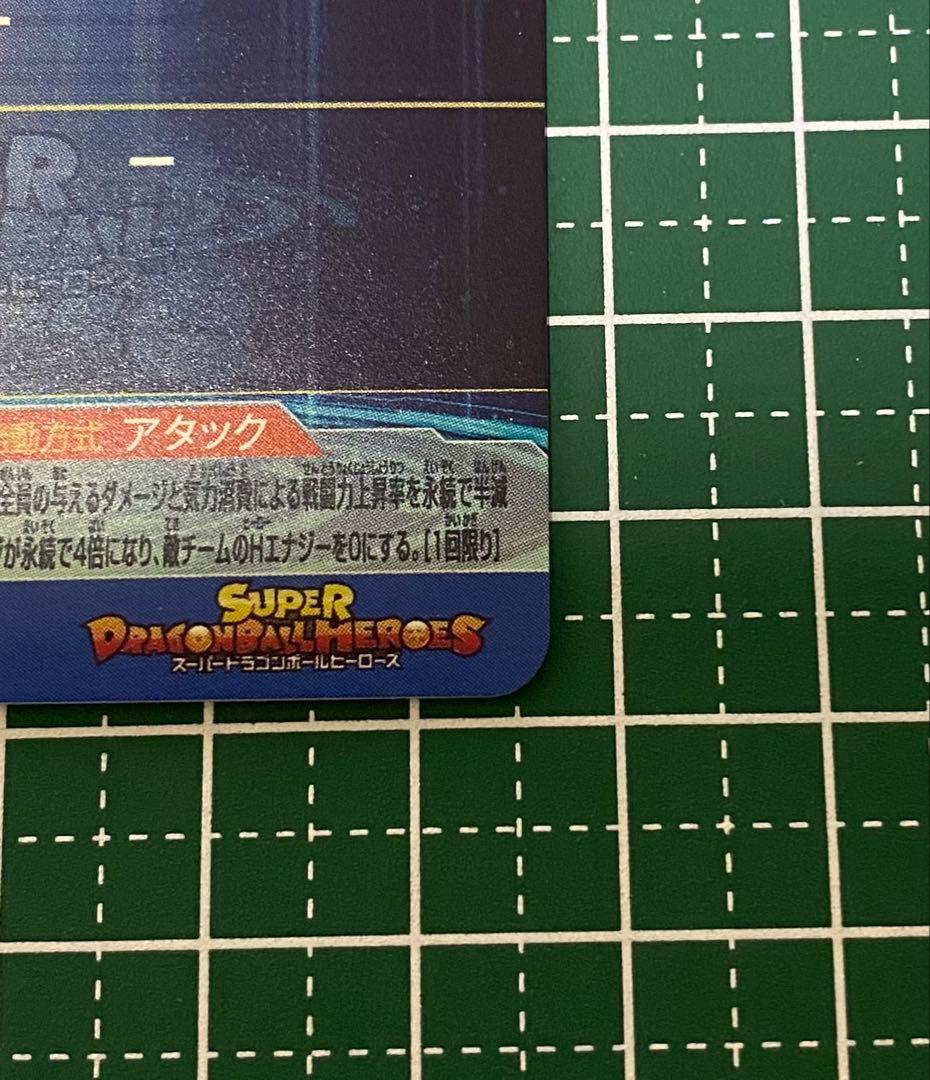 動方式 アタック
全員の与えるダメージと気力消費による戦闘力上昇率を永続で半減
が永続で4倍になり、敵チームのHエナジーを0にする。[1回限り]
SUPER
DRAGONBALL HEROES
スーパードラゴンボールヒーローズ